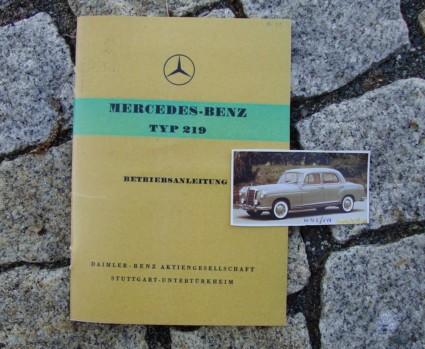 MERCEDES-BENZ
TYP 219
BETRIEBSANLEITUNG
DAIMLER-BENZ AKTIENGESELLSCHAFT
STUTTGART-UNTERTÜRKHEIM